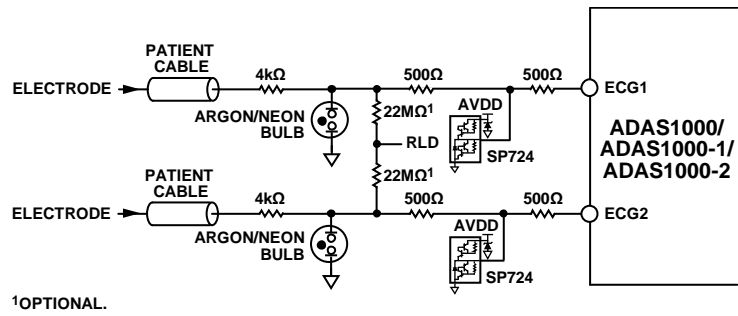 PATIENT
CABLE
4kΩ
500Ω
500Ω
ELECTRODE
ECG1
AVDD
ARGON/NEON
BULB
22MΩ¹
SP724
RLD
ADAS1000/
ADAS1000-1/
ADAS1000-2
22MΩ¹
PATIENT
CABLE
4kΩ
500Ω
500Ω
ELECTRODE
ECG2
AVDD
ARGON/NEON
BULB
SP724
¹OPTIONAL.